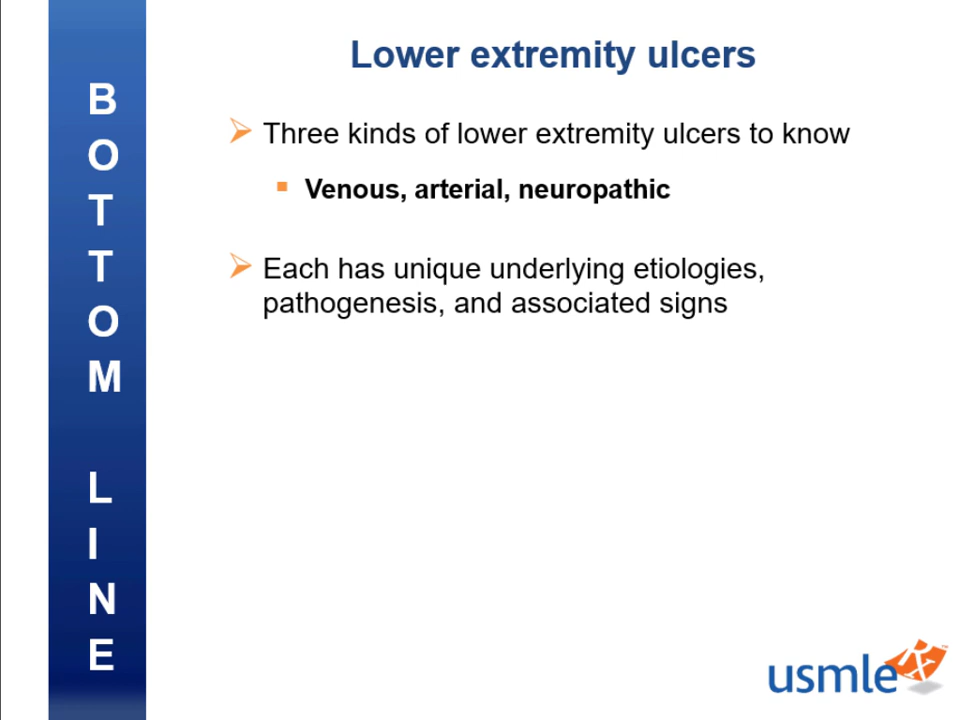 Lower extremity ulcers
Three kinds of lower extremity ulcers to know
Venous, arterial, neuropathic
Each has unique underlying etiologies,
pathogenesis, and associated signs
B
O
T
T
O
M
L
I
N
E
usmle Rx